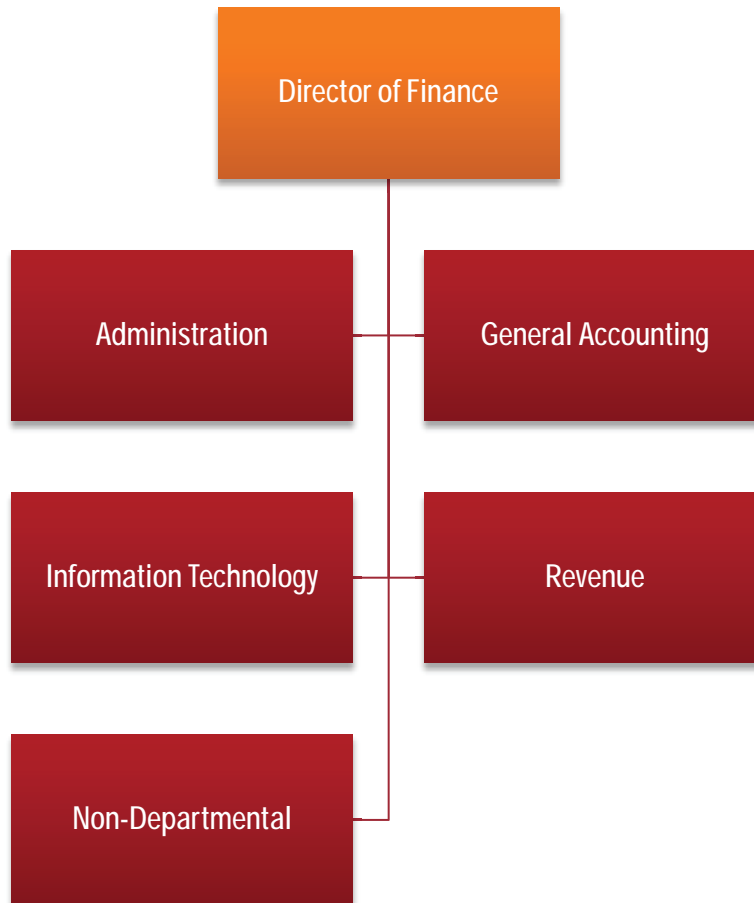 Director of Finance
Administration
General Accounting
Information Technology
Revenue
Non-Departmental